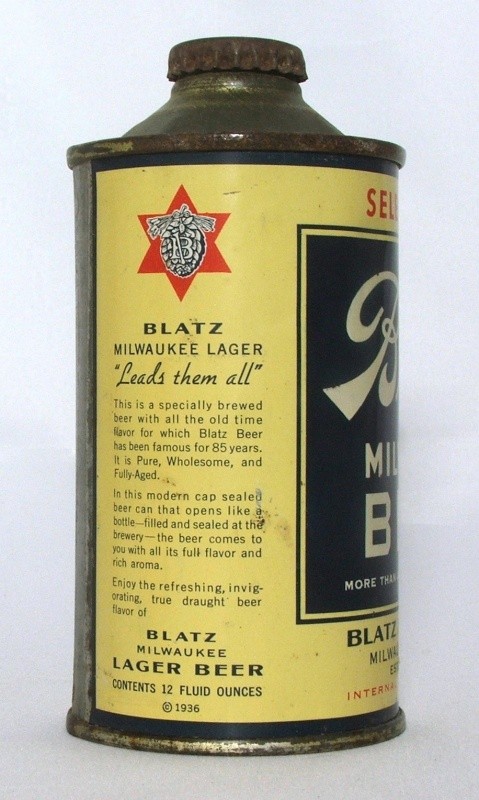 BLATZ
MILWAUKEE LAGER
"Leads them all"
This is a specially brewed
beer with all the old time
flavor for which Blatz Beer
has been famous for 85 years.
It is Pure, Wholesome, and
Fully-Aged.
In this modern cap sealed
beer can that opens like a
bottle—filled and sealed at the
brewery—the beer comes to
you with all its full flavor and
rich aroma.
Enjoy the refreshing, invig-
orating, true draught beer
flavor of
BLATZ
MILWAUKEE
LAGER BEER
CONTENTS 12 FLUID OUNCES
© 1936
MIL
B
MORE THAN
BLATZ
MILWA
INTERNAL